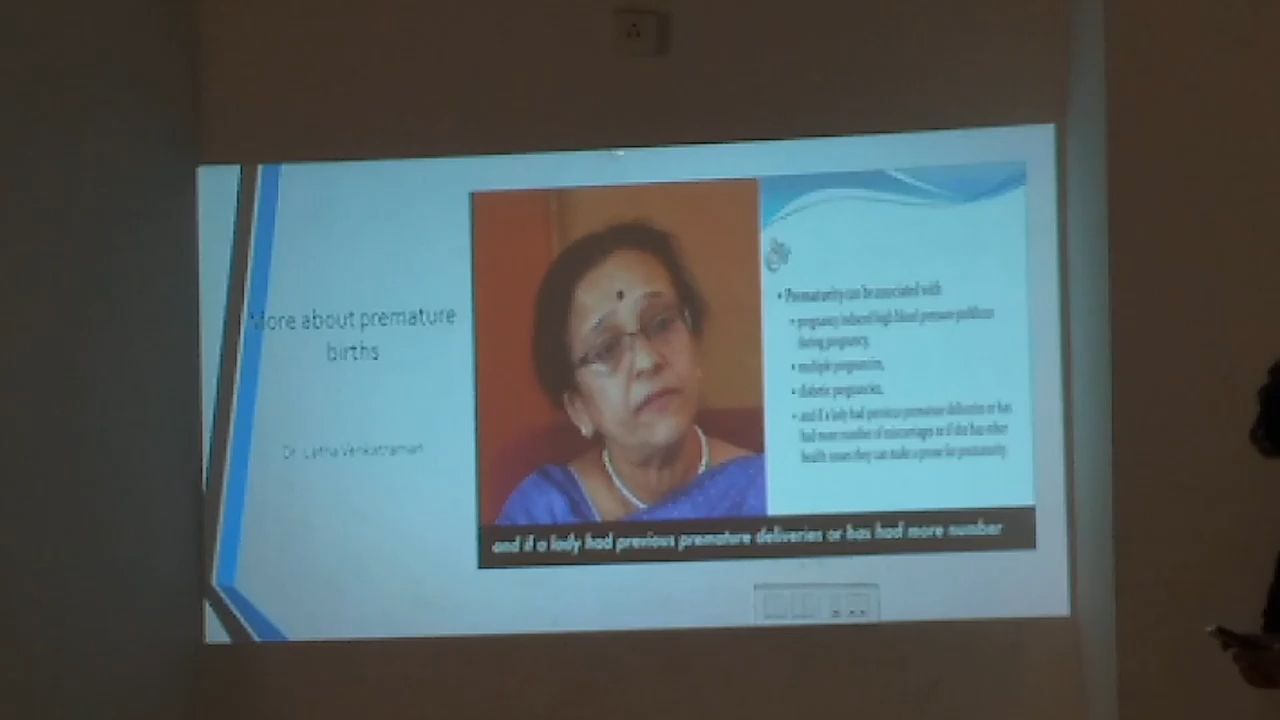 More about premature
births
Dr. Latha Venkatraman
• Prematurity can be associated with
• pregnancy induced high blood pressure problems
during pregnancy,
• multiple pregnancies,
• diabetic pregnancies,
• and if a lady had previous premature deliveries or has
had more number of miscarriages or if she has other
health issues they can make a prone for prematurity.
and if a lady had previous premature deliveries or has had more number